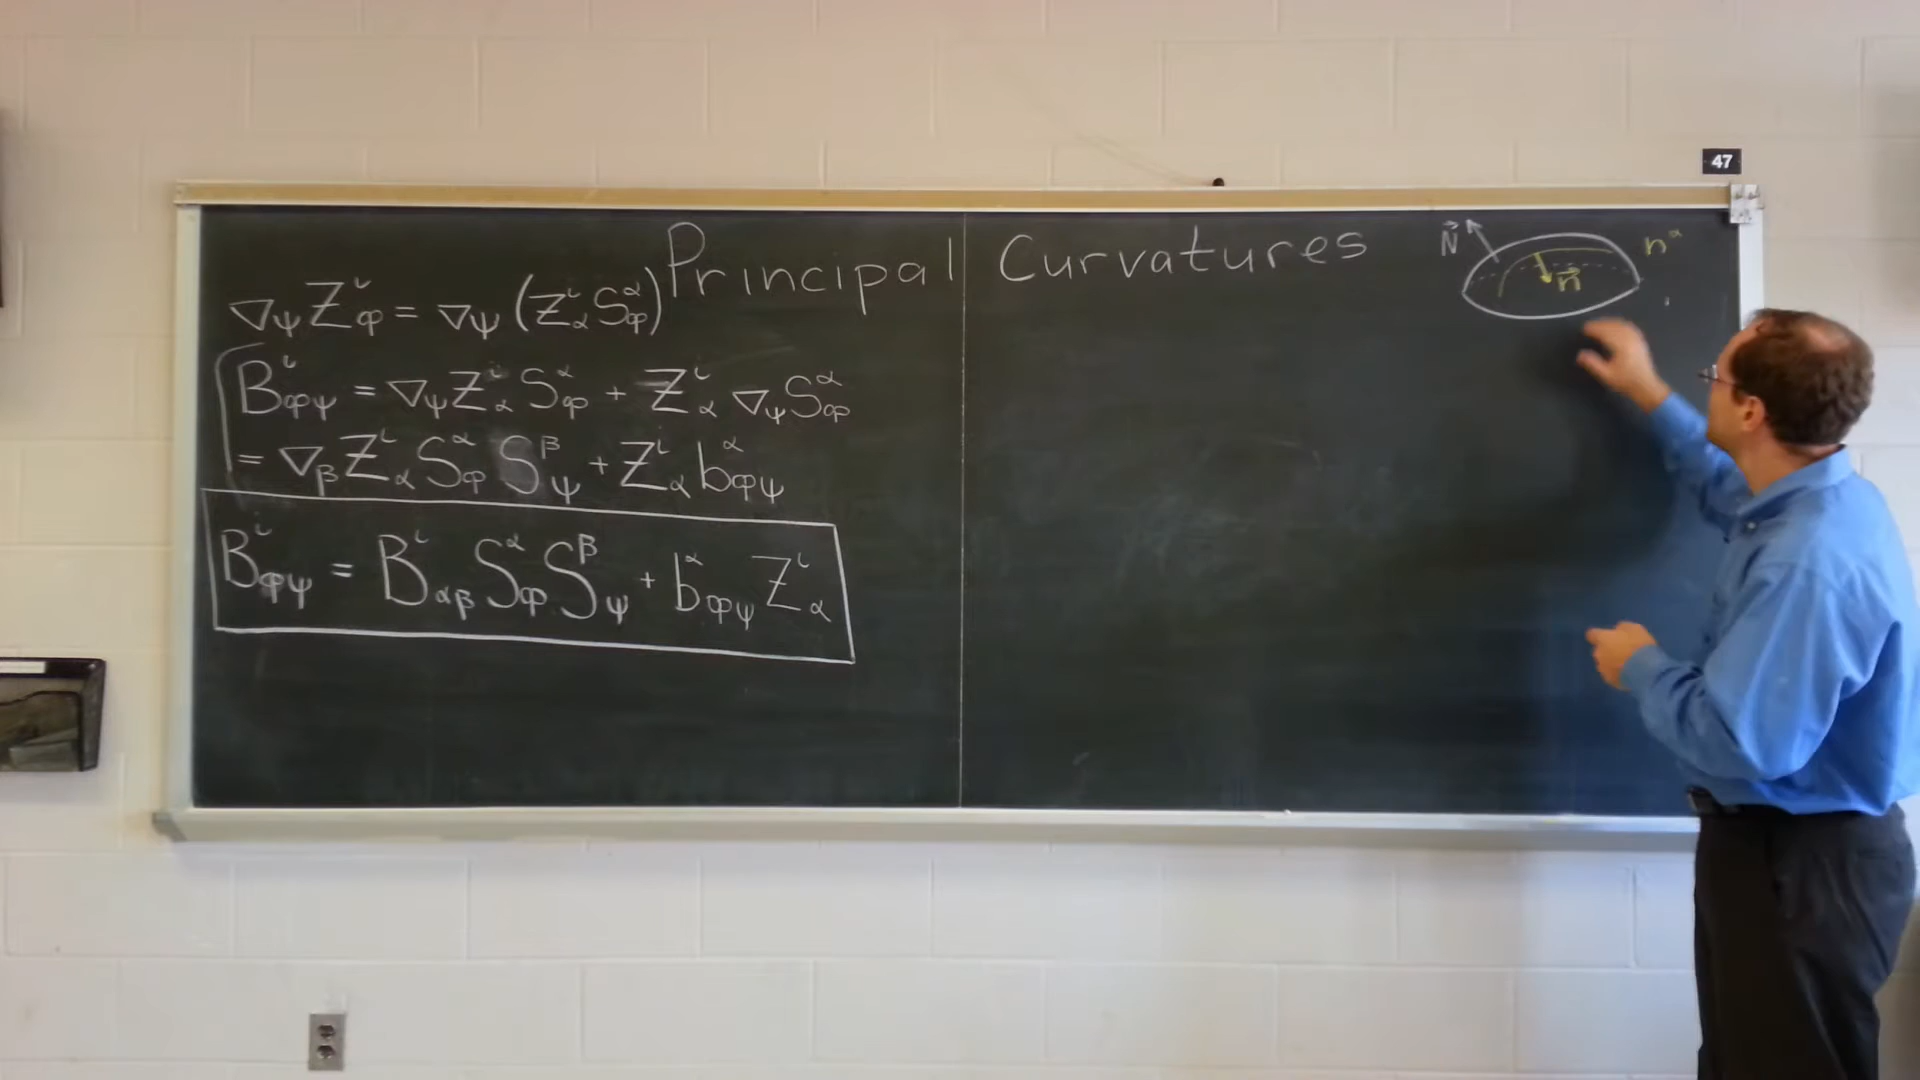 47
Principal Curvatures
∇_Ψ Z^i_Φ = ∇_Ψ (Z^i_α S^α_Φ)
B^i_ΦΨ = ∇_Ψ Z^i_α S^α_Φ + Z^i_α ∇_Ψ S^α_Φ
= ∇_β Z^i_α S^α_Φ S^β_Ψ + Z^i_α b^α_ΦΨ
B^i_ΦΨ = B^i_αβ S^α_Φ S^β_Ψ + b^α_ΦΨ Z^i_α
N⃗
n^α
n⃗